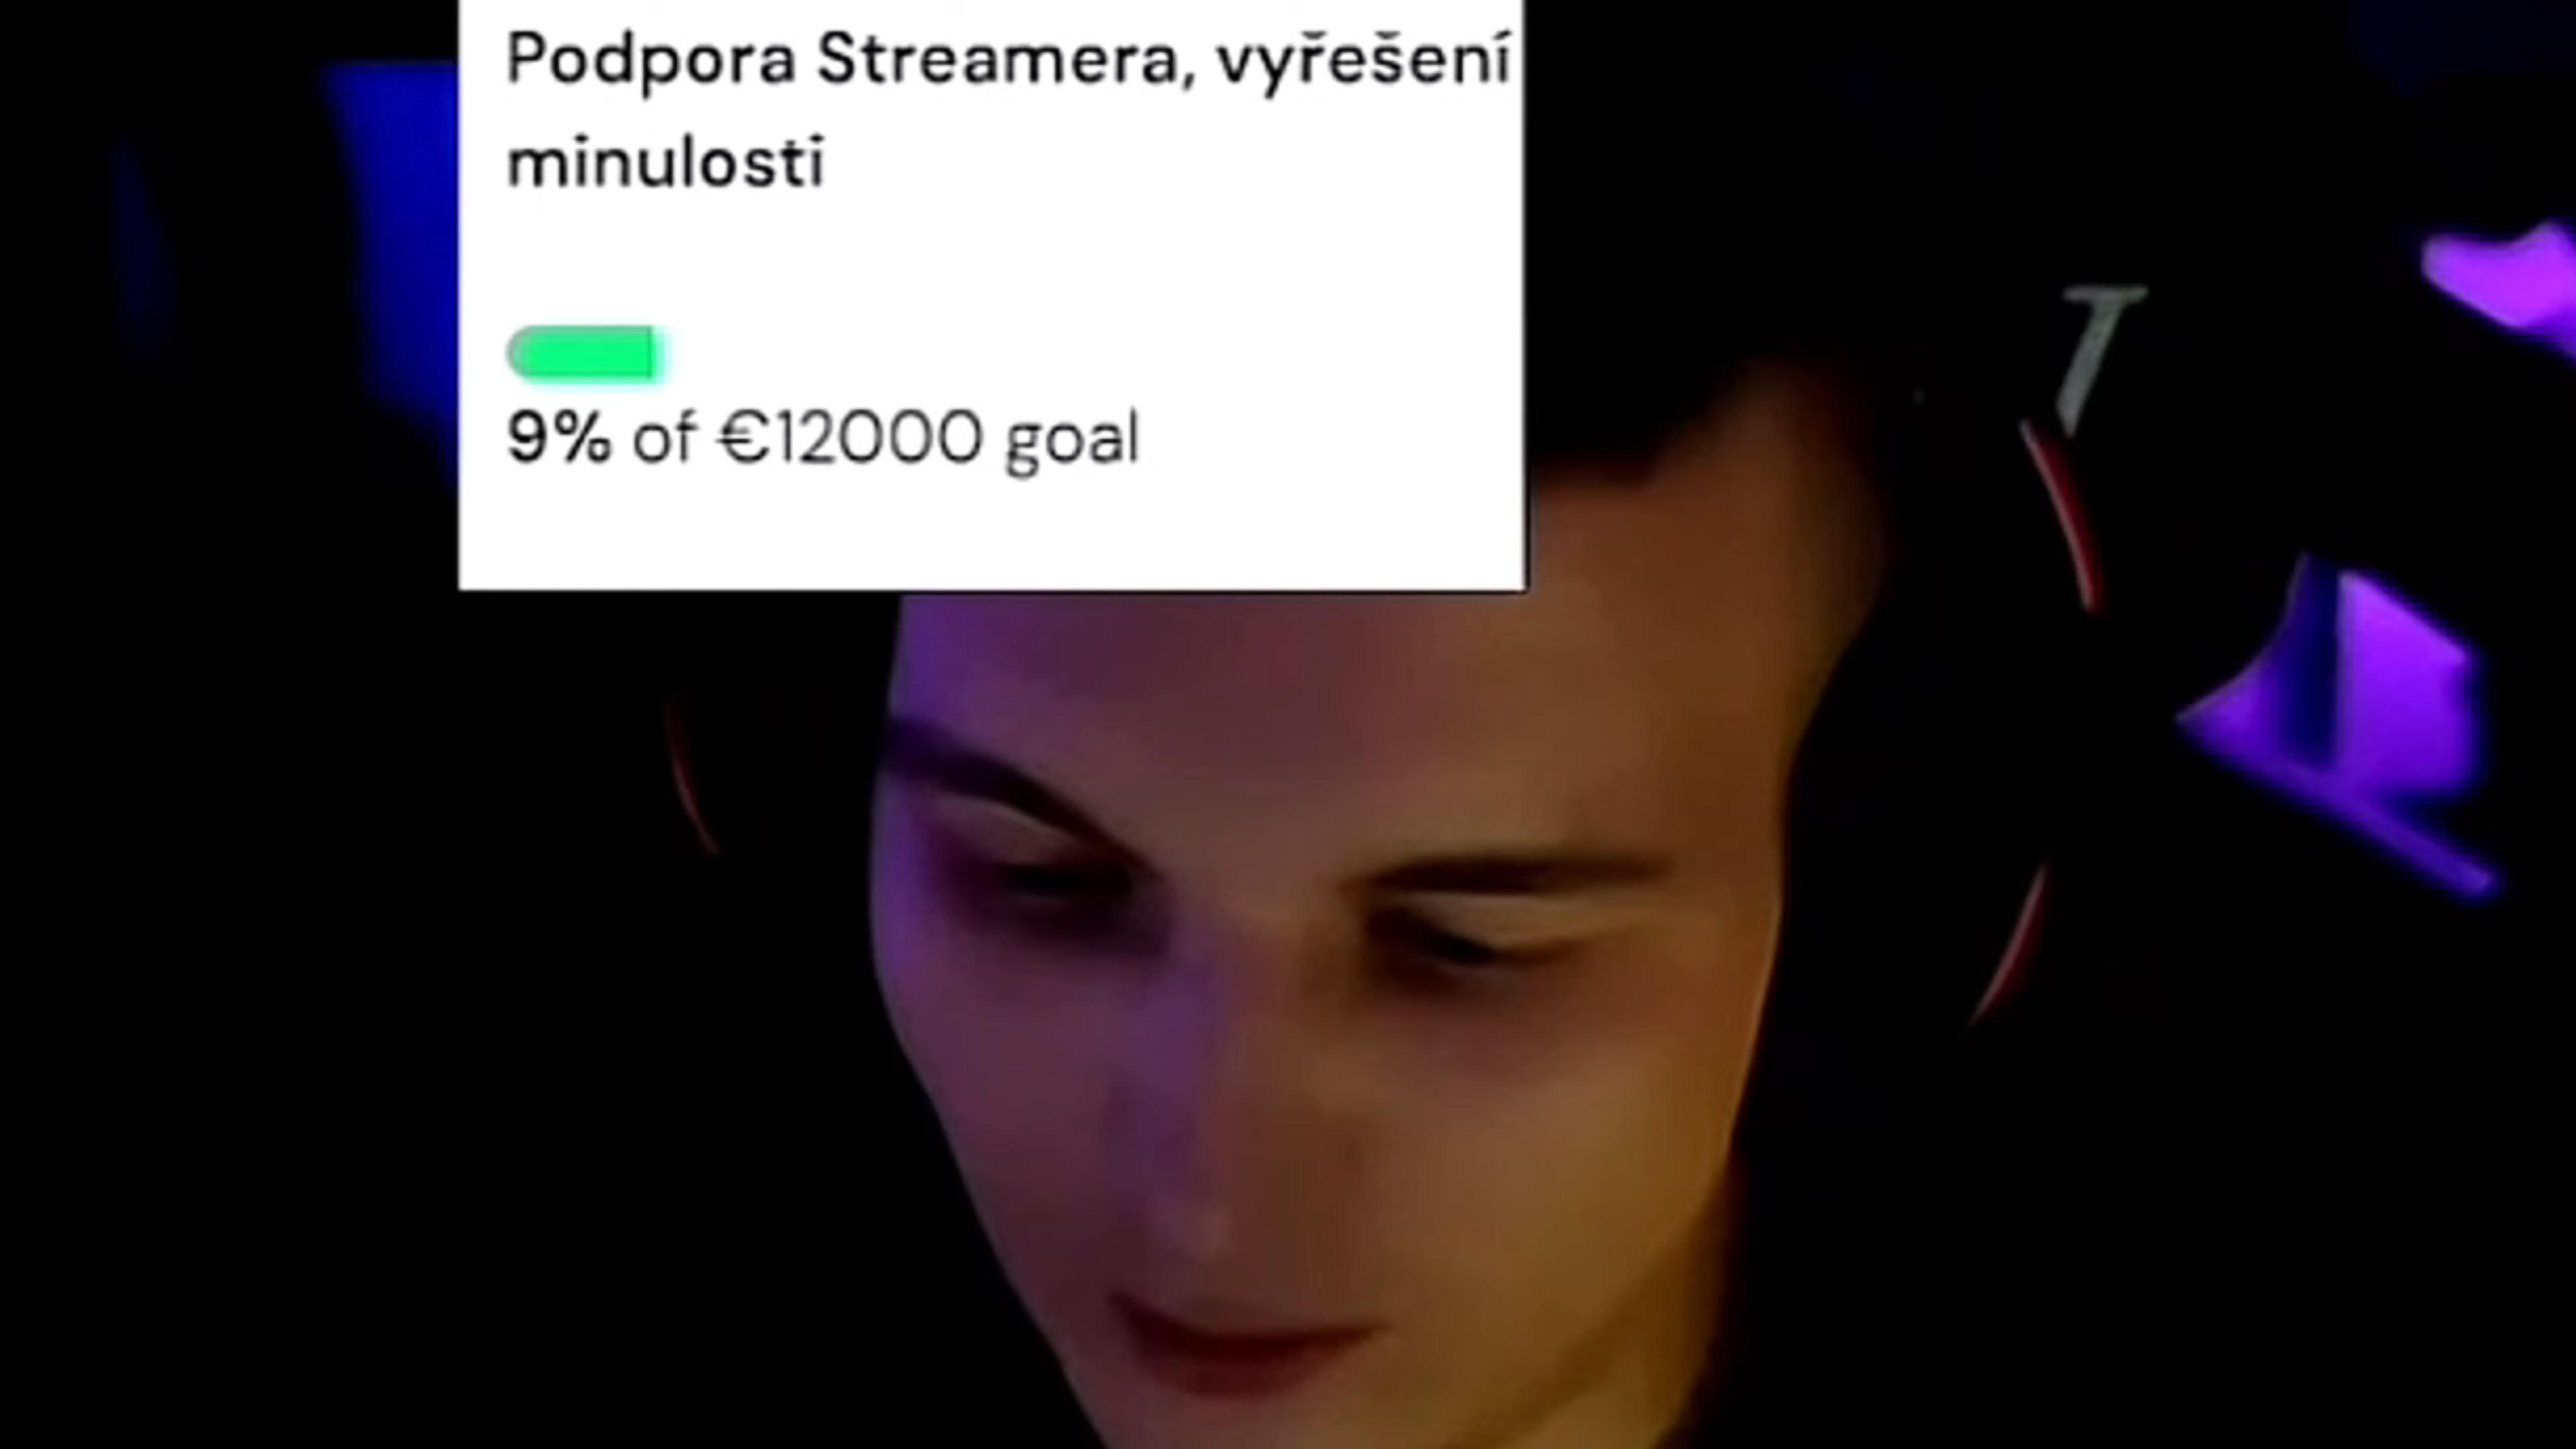 Podpora Streamera, vyřešení
minulosti
9% of €12000 goal